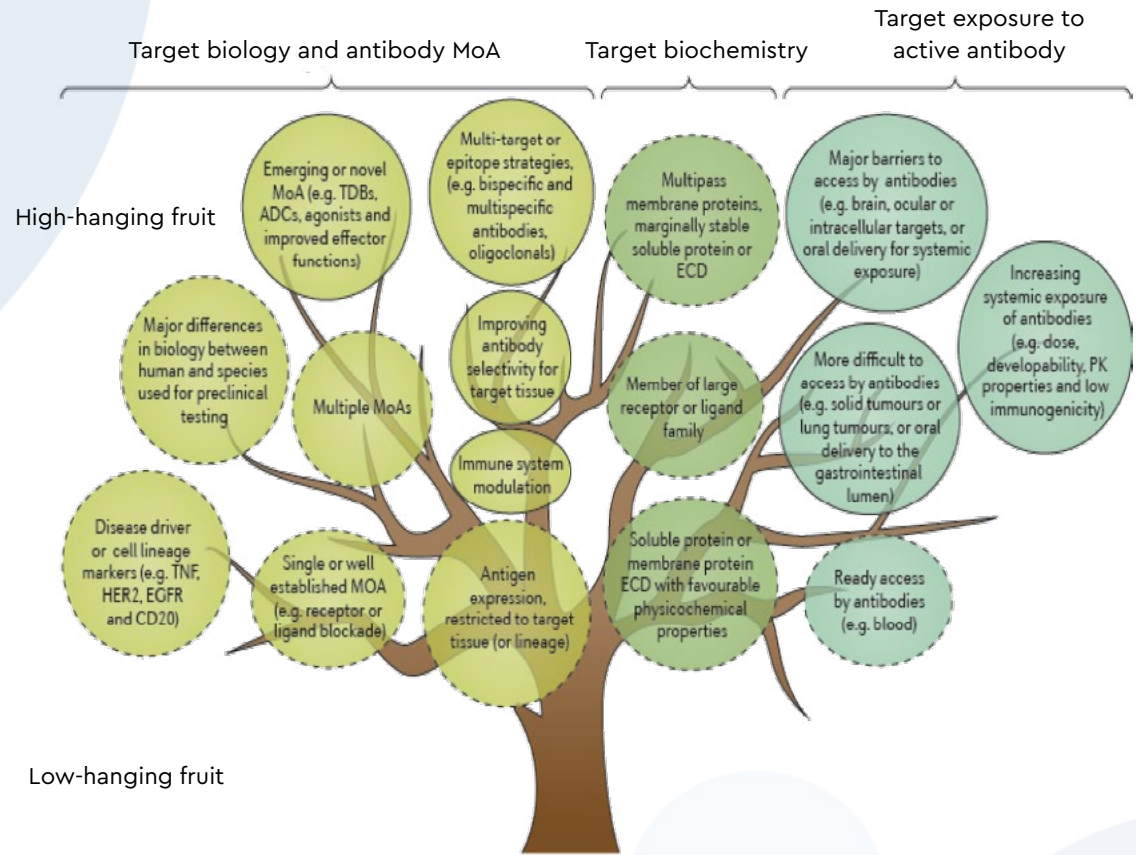 Target biology and antibody MoA
Target biochemistry
Target exposure to
active antibody
High-hanging fruit
Emerging or novel
MoA (e.g. TDBs,
ADCs, agonists and
improved effector
functions)
Multi-target or
epitope strategies,
(e.g. bispecific and
multispecific
antibodies,
oligoclonals)
Multipass
membrane proteins,
marginally stable
soluble protein or
ECD
Major barriers to
access by antibodies
(e.g. brain, ocular or
intracellular targets, or
oral delivery for systemic
exposure)
Increasing
systemic exposure
of antibodies
(e.g. dose,
developability, PK
properties and low
immunogenicity)
Major differences
in biology between
human and species
used for preclinical
testing
Multiple MoAs
Improving
antibody
selectivity for
target tissue
Member of large
receptor or ligand
family
More difficult to
access by antibodies
(e.g. solid tumours or
lung tumours, or oral
delivery to the
gastrointestinal
lumen)
Immune system
modulation
Disease driver
or cell lineage
markers (e.g. TNF,
HER2, EGFR
and CD20)
Single or well
established MOA
(e.g. receptor or
ligand blockade)
Antigen
expression,
restricted to target
tissue (or lineage)
Soluble protein or
membrane protein
ECD with favourable
physicochemical
properties
Ready access
by antibodies
(e.g. blood)
Low-hanging fruit